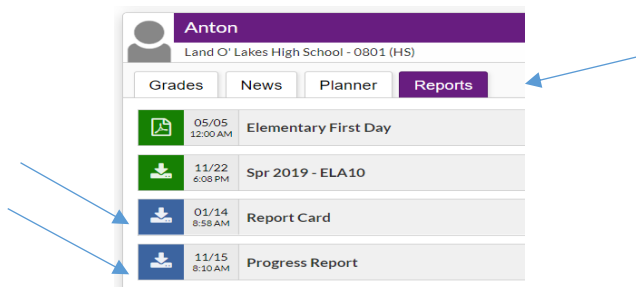 Anton
Land O' Lakes High School - 0801 (HS)
Grades News Planner Reports
05/05
12:00 AM
Elementary First Day
11/22
6:08 PM
Spr 2019 - ELA10
01/14
8:58 AM
Report Card
11/15
8:10 AM
Progress Report